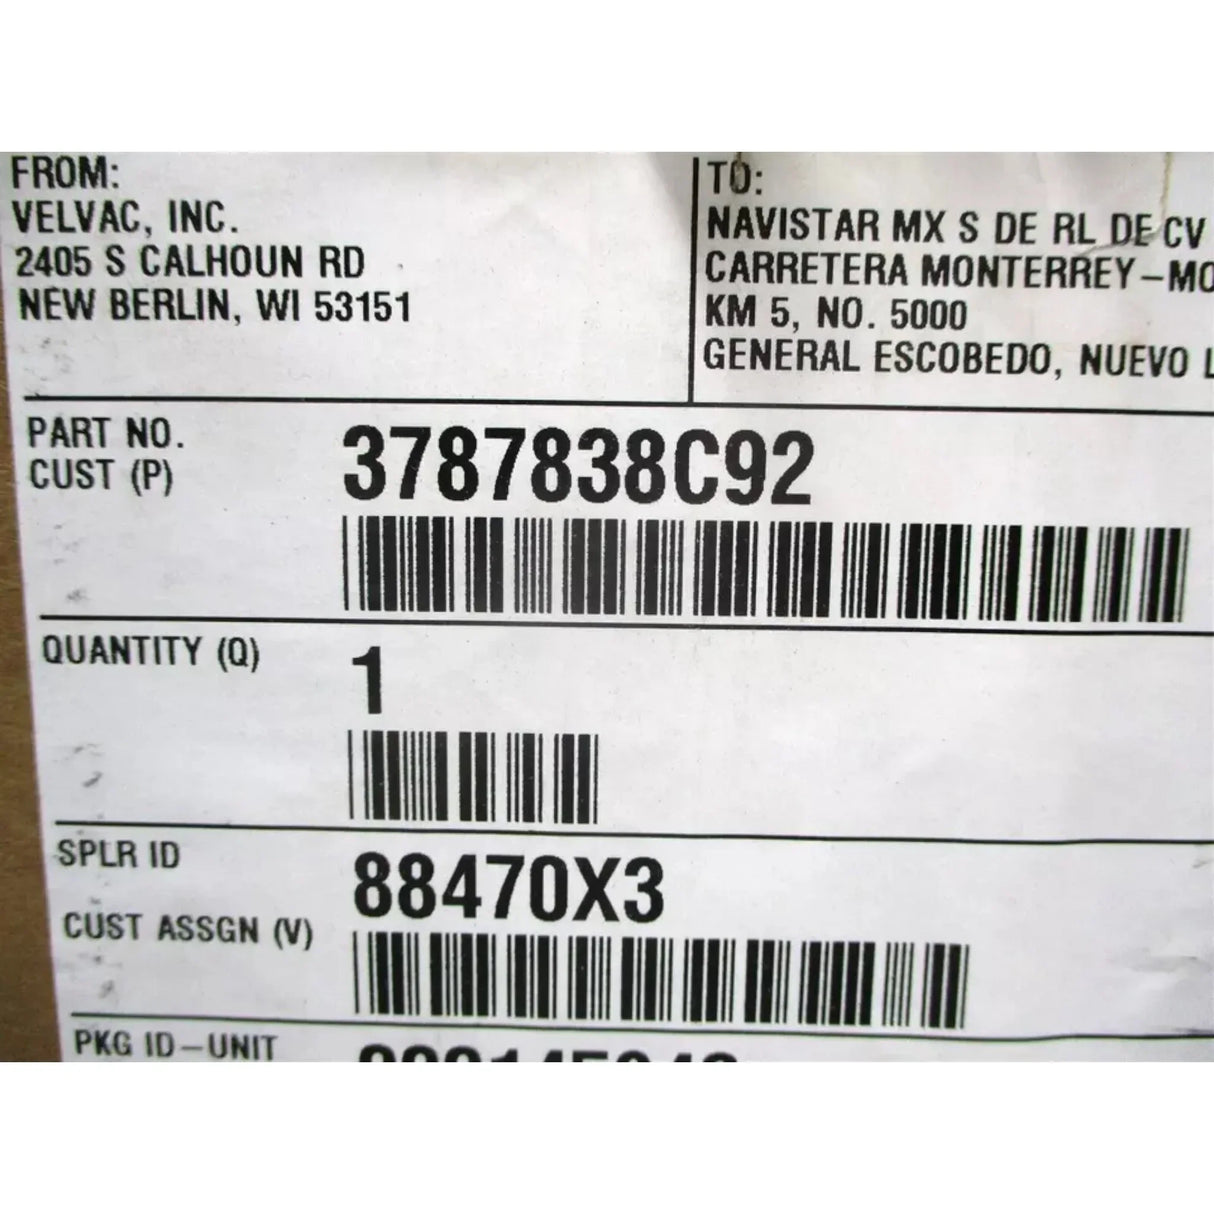 FROM:
VELVAC, INC.
2405 S CALHOUN RD
NEW BERLIN, WI 53151
TO:
NAVISTAR MX S DE RL DE CV
CARRETERA MONTERREY-MO
KM 5, NO. 5000
GENERAL ESCOBEDO, NUEVO L
PART NO.
CUST (P)
3787838C92
QUANTITY (Q)
1
SPLR ID
CUST ASSGN (V)
88470X3
PKG ID-UNIT